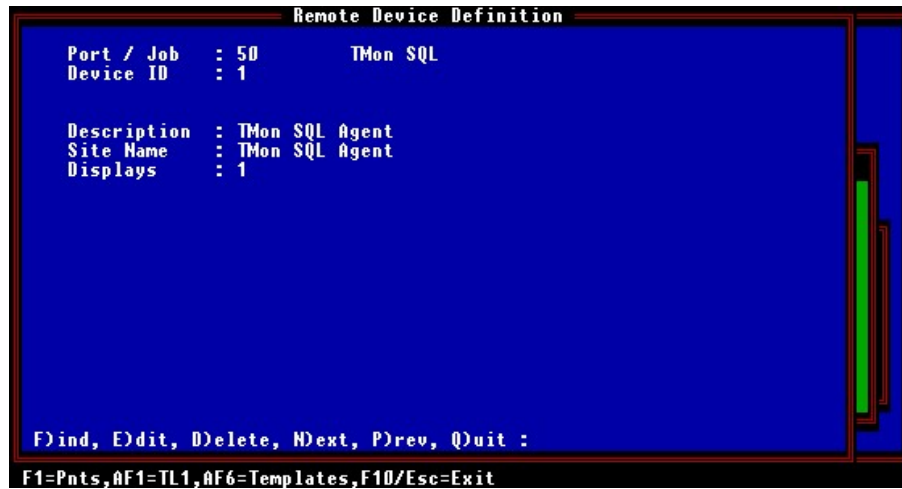 Remote Device Definition
Port / Job : 50 TMon SQL
Device ID : 1
Description : TMon SQL Agent
Site Name : TMon SQL Agent
Displays : 1
F)ind, E)dit, D)elete, N)ext, P)rev, Q)uit :
F1=Pnts,AF1=TL1,AF6=Templates,F10/Esc=Exit